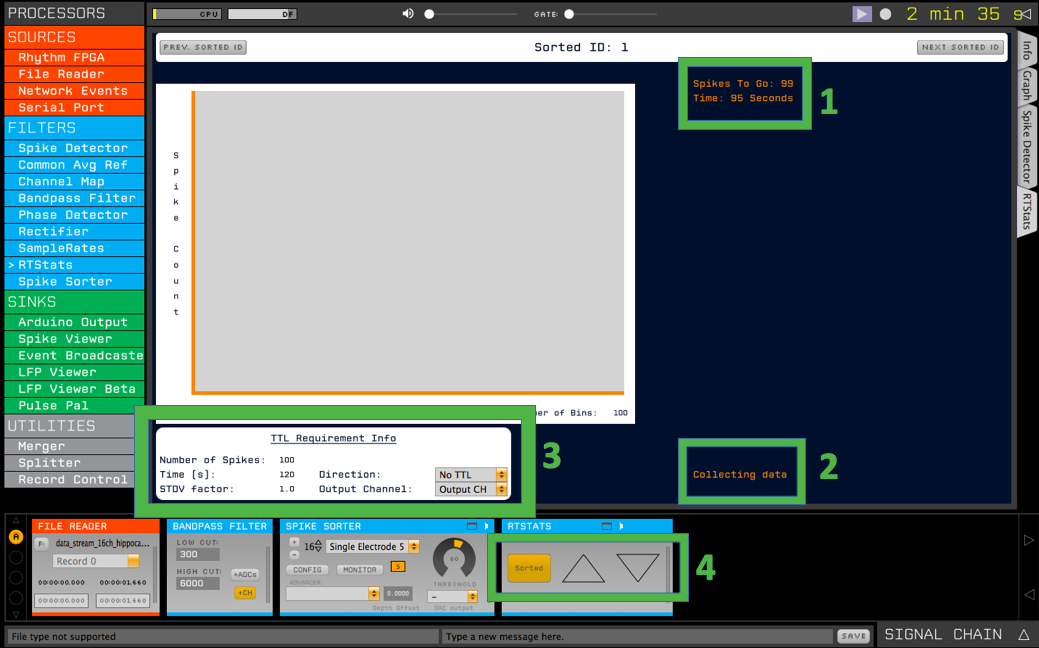 PROCESSORS
CPU
DF
GATE:
2 min 35 s
SOURCES
Rhythm FPGA
File Reader
Network Events
Serial Port
FILTERS
Spike Detector
Common Avg Ref
Channel Map
Bandpass Filter
Phase Detector
Rectifier
SampleRates
> RTStats
Spike Sorter
SINKS
Arduino Output
Spike Viewer
Event Broadcaste
LFP Viewer
LFP Viewer Beta
Pulse Pal
UTILITIES
Merger
Splitter
Record Control
PREV. SORTED ID
Sorted ID: 1
NEXT SORTED ID
Info
Graph
Spike Detector
RTStats
Spikes To Go: 99
Time: 95 Seconds
1
Spike Count
er of Bins: 100
TTL Requirement Info
Number of Spikes: 100
Time (s): 120 Direction: No TTL
STDV factor: 1.0 Output Channel: Output CH
3
Collecting data
2
A
FILE READER
F:
data_stream_16ch_hippoca...
Record 0
00:00:00.000 00:00:01.660
00:00:00.000 00:00:01.660
BANDPASS FILTER
LOW CUT:
300
HIGH CUT:
6000
+ADCs
+CH
SPIKE SORTER
+
-
16
Single Electrode 5
CONFIG
MONITOR
5
ADVANCER:
0.0000
Depth Offset
THRESHOLD
-
DAC output
RTSTATS
Sorted
4
File type not supported
Type a new message here.
SAVE
SIGNAL CHAIN